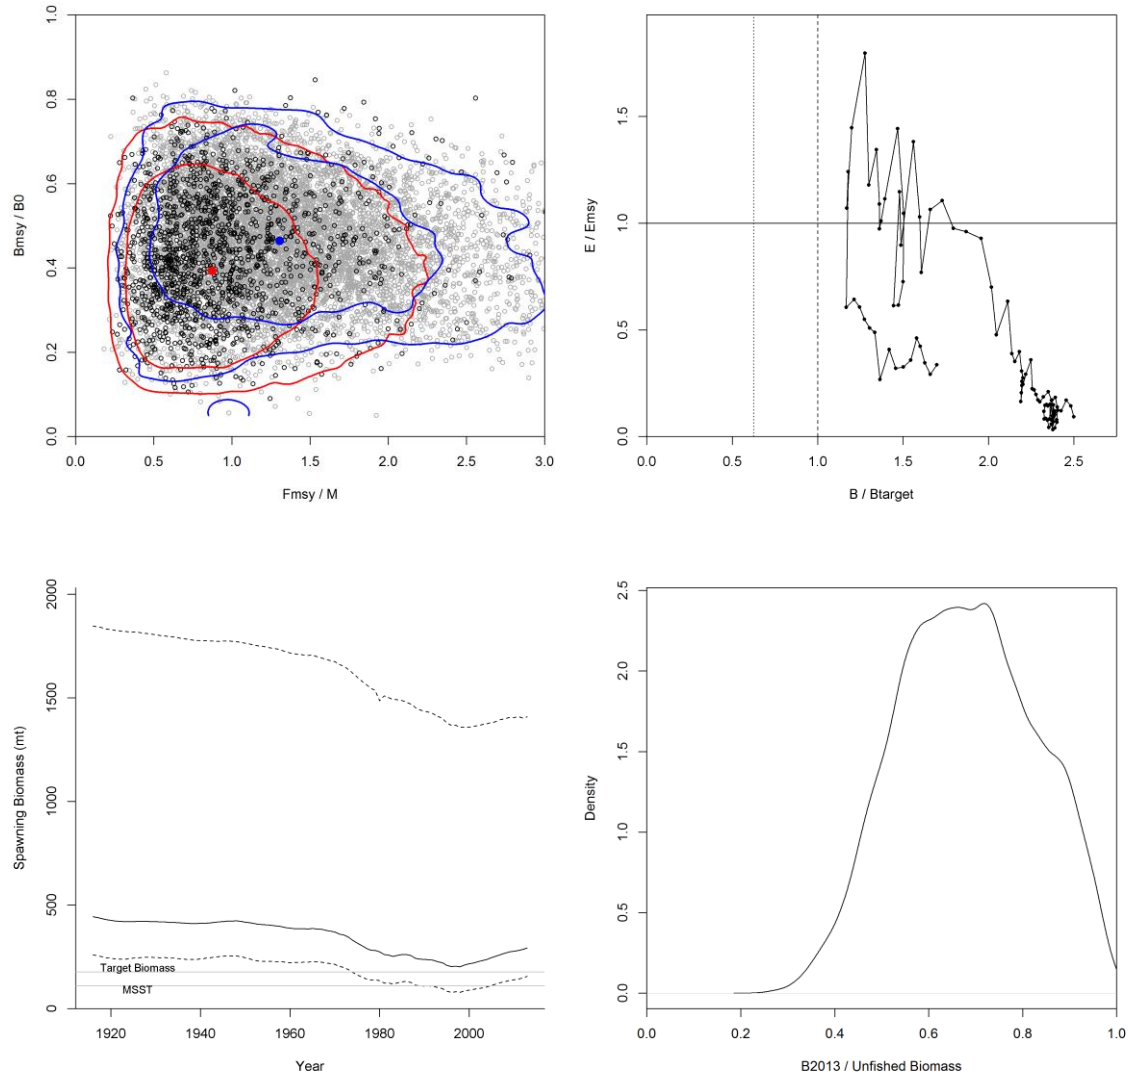 1.0
0.8
0.6
0.4
0.2
0.0
Bmsy / B0
0.0 0.5 1.0 1.5 2.0 2.5 3.0
Fmsy / M
1.5
1.0
0.5
0.0
E / Emsy
0.0 0.5 1.0 1.5 2.0 2.5
B / Btarget
2000
1500
1000
500
0
Spawning Biomass (mt)
Target Biomass
MSST
1920 1940 1960 1980 2000
Year
2.5
2.0
1.5
1.0
0.5
0.0
Density
0.0 0.2 0.4 0.6 0.8 1.0
B2013 / Unfished Biomass